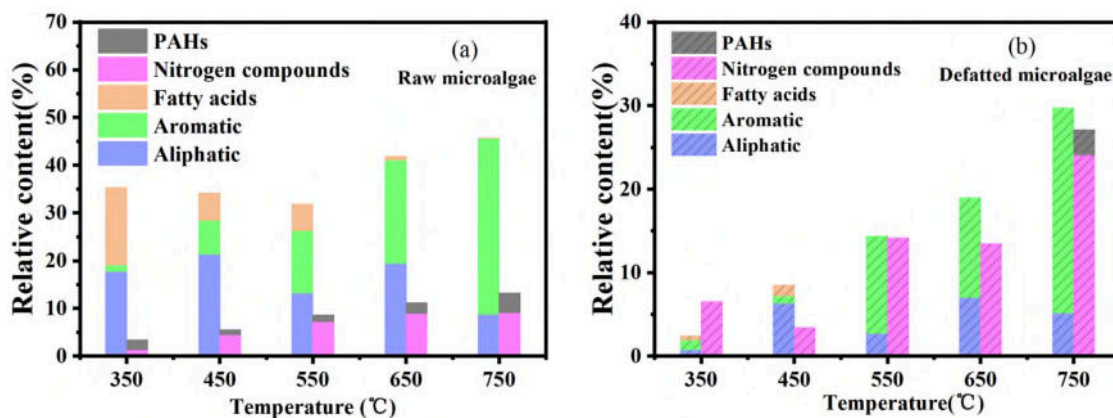 70
60
50
40
30
20
10
0
Relative content(%)
PAHs
Nitrogen compounds
Fatty acids
Aromatic
Aliphatic
(a)
Raw microalgae
350 450 550 650 750
Temperature (℃)
40
30
20
10
0
Relative content(%)
PAHs
Nitrogen compounds
Fatty acids
Aromatic
Aliphatic
(b)
Defatted microalgae
350 450 550 650 750
Temperature(℃)